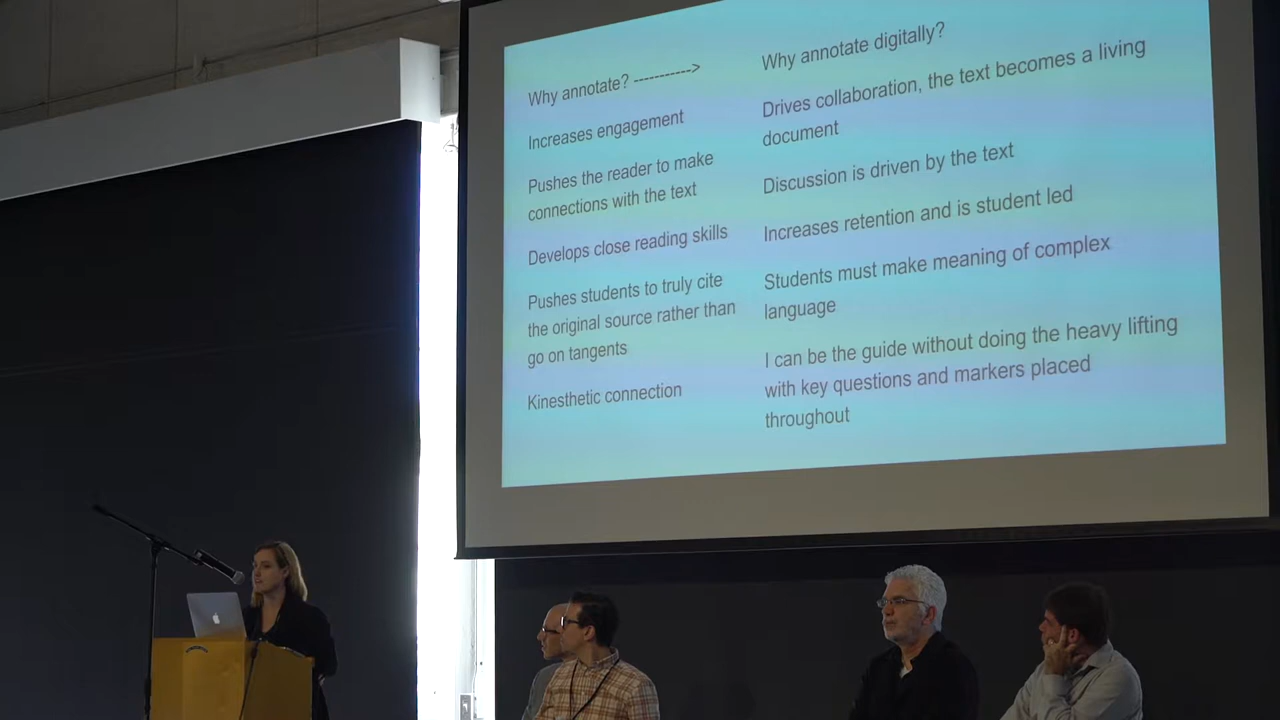 Why annotate? ----------->
Increases engagement
Pushes the reader to make
connections with the text
Develops close reading skills
Pushes students to truly cite
the original source rather than
go on tangents
Kinesthetic connection
Why annotate digitally?
Drives collaboration, the text becomes a living
document
Discussion is driven by the text
Increases retention and is student led
Students must make meaning of complex
language
I can be the guide without doing the heavy lifting
with key questions and markers placed
throughout